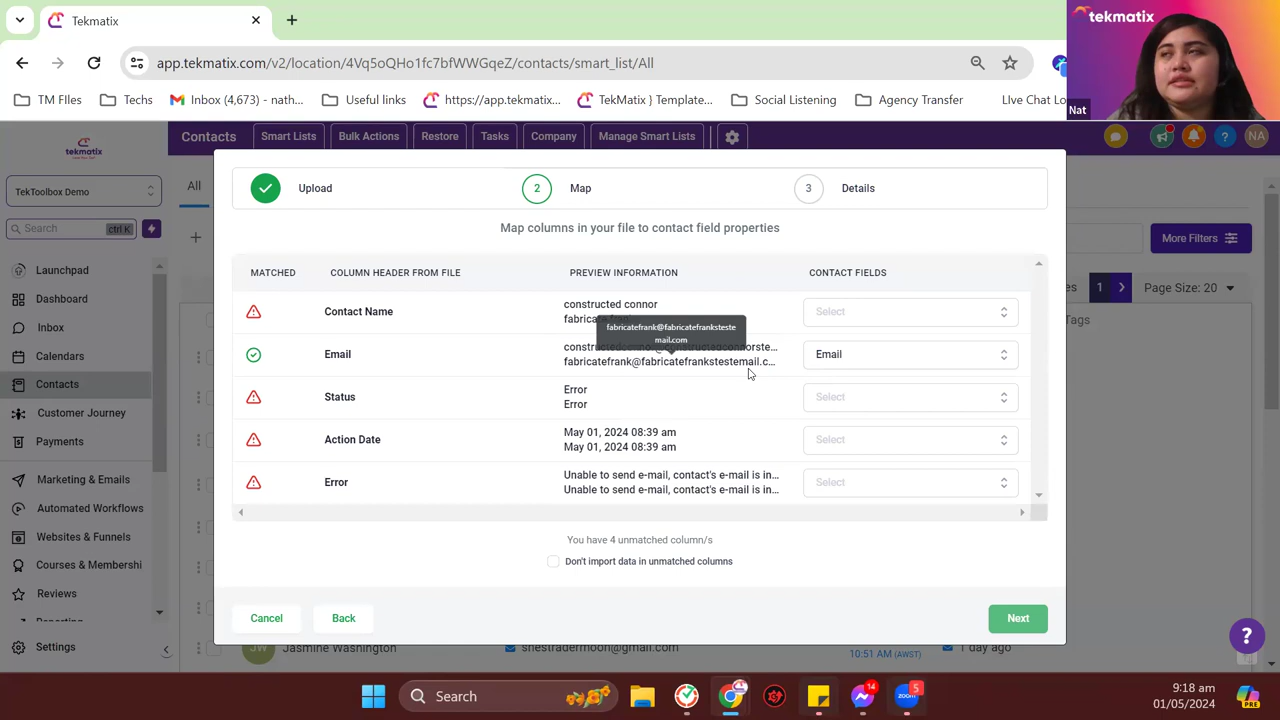 Tekmatix
app.tekmatix.com/v2/location/4Vq5oQHo1fc7bfWWGqeZ/contacts/smart_list/All
TM FIles
Techs
Inbox (4,673) - nath...
Useful links
https://app.tekmatix...
TekMatix } Template...
Social Listening
Agency Transfer
LIve Chat Lo
tekmatix
Nat
tekmatix
Contacts
Smart Lists
Bulk Actions
Restore
Tasks
Company
Manage Smart Lists
NA
TekToolbox Demo
Search
ctrl K
All
More Filters
1
Page Size: 20
Tags
Launchpad
Dashboard
Inbox
Calendars
Contacts
Customer Journey
Payments
Marketing & Emails
Automated Workflows
Websites & Funnels
Courses & Membershi
Reviews
Settings
Upload
2
Map
3
Details
Map columns in your file to contact field properties
MATCHED
COLUMN HEADER FROM FILE
PREVIEW INFORMATION
CONTACT FIELDS
Contact Name
constructed connor
Select
fabricatefrank@fabricatefranksteste
mail.com
Email
fabricatefrank@fabricatefrankstestemail.c...
Email
Status
Error
Error
Select
Action Date
May 01, 2024 08:39 am
May 01, 2024 08:39 am
Select
Error
Unable to send e-mail, contact's e-mail is in...
Unable to send e-mail, contact's e-mail is in...
Select
You have 4 unmatched column/s
Don't import data in unmatched columns
Cancel
Back
Next
JW
Jasmine Washington
shestradermoon@gmail.com
10:51 AM (AWST)
1 day ago
Search
14
5
9:18 am
01/05/2024
PRE